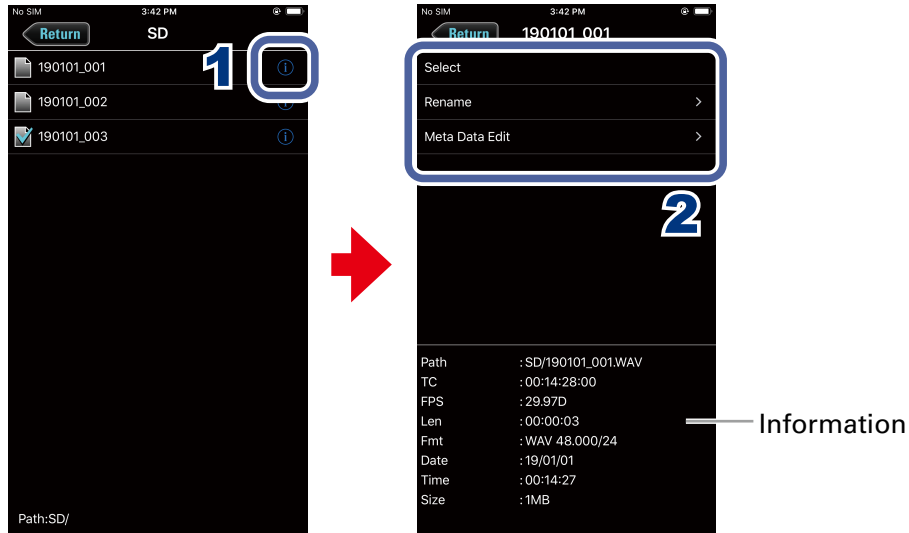 No SIM 3:42 PM
Return SD
190101_001
1
190101_002
190101_003
Path:SD/
No SIM 3:42 PM
Return 190101_001
Select
Rename
Meta Data Edit
2
Path :SD/190101_001.WAV
TC :00:14:28:00
FPS :29.97D
Len :00:00:03
Fmt :WAV 48.000/24
Date :19/01/01
Time :00:14:27
Size :1MB
Information